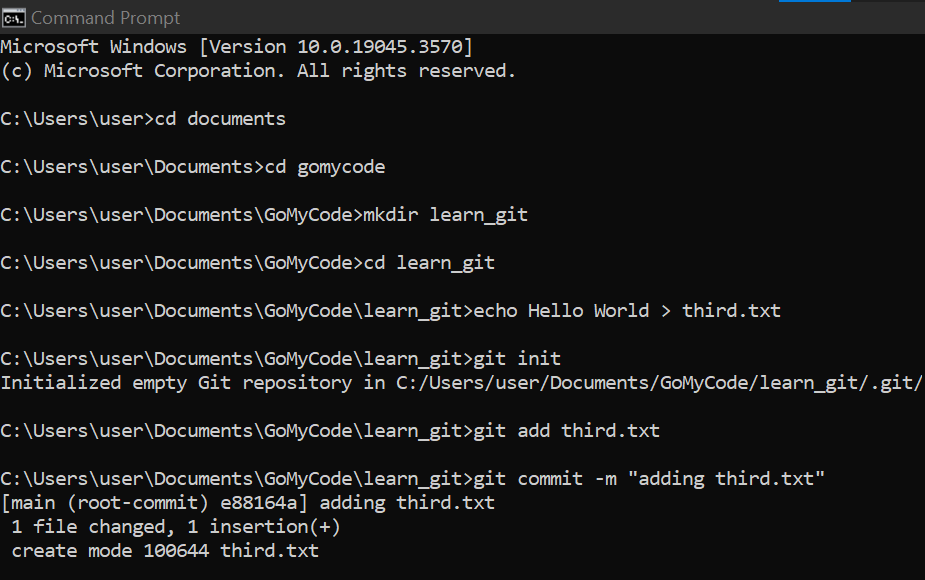 Command Prompt
Microsoft Windows [Version 10.0.19045.3570]
(c) Microsoft Corporation. All rights reserved.
C:\Users\user>cd documents
C:\Users\user\Documents>cd gomycode
C:\Users\user\Documents\GoMyCode>mkdir learn_git
C:\Users\user\Documents\GoMyCode>cd learn_git
C:\Users\user\Documents\GoMyCode\learn_git>echo Hello World > third.txt
C:\Users\user\Documents\GoMyCode\learn_git>git init
Initialized empty Git repository in C:/Users/user/Documents/GoMyCode/learn_git/.git/
C:\Users\user\Documents\GoMyCode\learn_git>git add third.txt
C:\Users\user\Documents\GoMyCode\learn_git>git commit -m "adding third.txt"
[main (root-commit) e88164a] adding third.txt
 1 file changed, 1 insertion(+)
 create mode 100644 third.txt